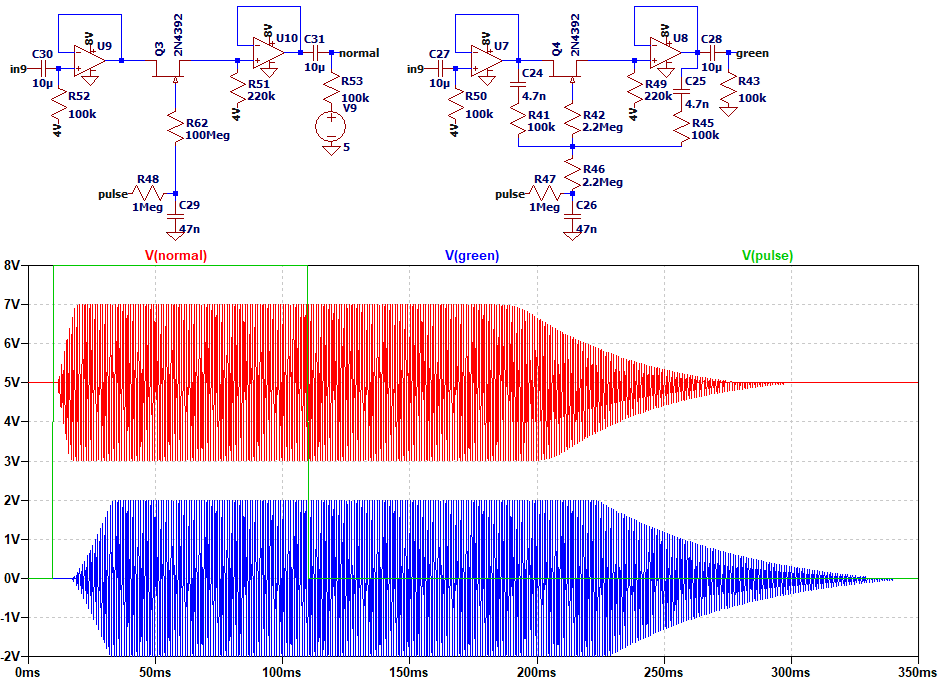 C30
10µ
in9
U9
8V
R52
100k
4V
Q3
2N4392
R62
100Meg
R48
pulse
1Meg
C29
47n
U10
8V
R51
220k
4V
C31
10µ
normal
R53
100k
V9
5
C27
10µ
in9
U7
8V
R50
100k
4V
C24
4.7n
R41
100k
Q4
2N4392
R42
2.2Meg
R46
2.2Meg
R47
pulse
1Meg
C26
47n
U8
8V
R49
220k
4V
C25
4.7n
R45
100k
C28
10µ
green
R43
100k
V(normal) V(green) V(pulse)
8V
7V
6V
5V
4V
3V
2V
1V
0V
-1V
-2V
0ms 50ms 100ms 150ms 200ms 250ms 300ms 350ms